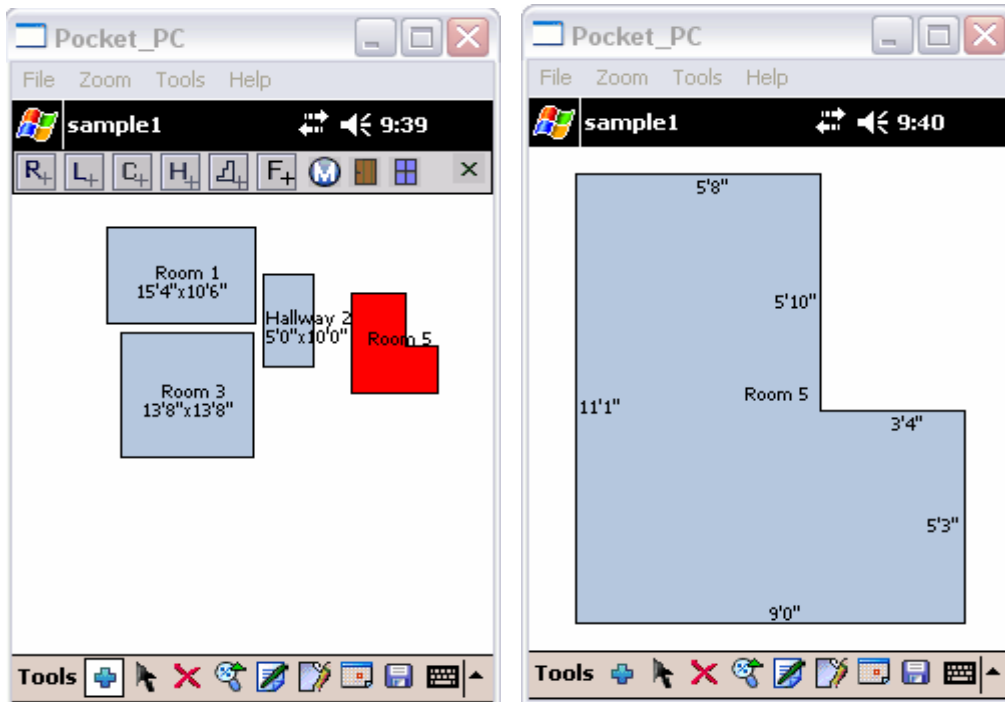 Pocket_PC
File Zoom Tools Help
sample1 9:39
R+ L+ C+ H+ F+ M ×
Room 1
15'4"x10'6"
Hallway 2
5'0"x10'0"
Room 5
Room 3
13'8"x13'8"
Tools
Pocket_PC
File Zoom Tools Help
sample1 9:40
5'8"
5'10"
Room 5
11'1"
3'4"
5'3"
9'0"
Tools